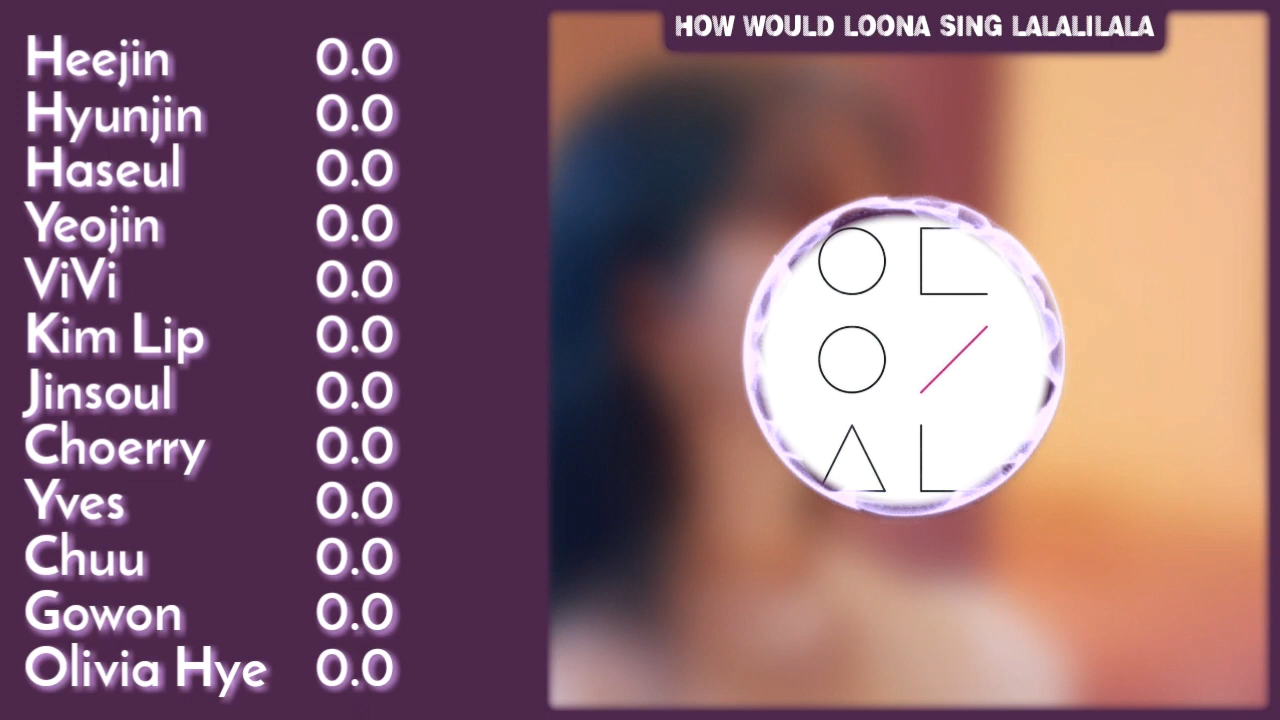 HOW WOULD LOONA SING LALALILALA
Heejin 0.0
Hyunjin 0.0
Haseul 0.0
Yeojin 0.0
ViVi 0.0
Kim Lip 0.0
Jinsoul 0.0
Choerry 0.0
Yves 0.0
Chuu 0.0
Gowon 0.0
Olivia Hye 0.0